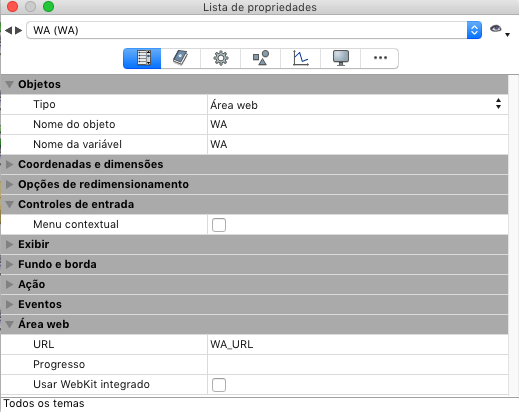 Lista de propriedades
WA (WA)
Objetos
Tipo Área web
Nome do objeto WA
Nome da variável WA
Coordenadas e dimensões
Opções de redimensionamento
Controles de entrada
Menu contextual
Exibir
Fundo e borda
Ação
Eventos
Área web
URL WA_URL
Progresso
Usar WebKit integrado
Todos os temas